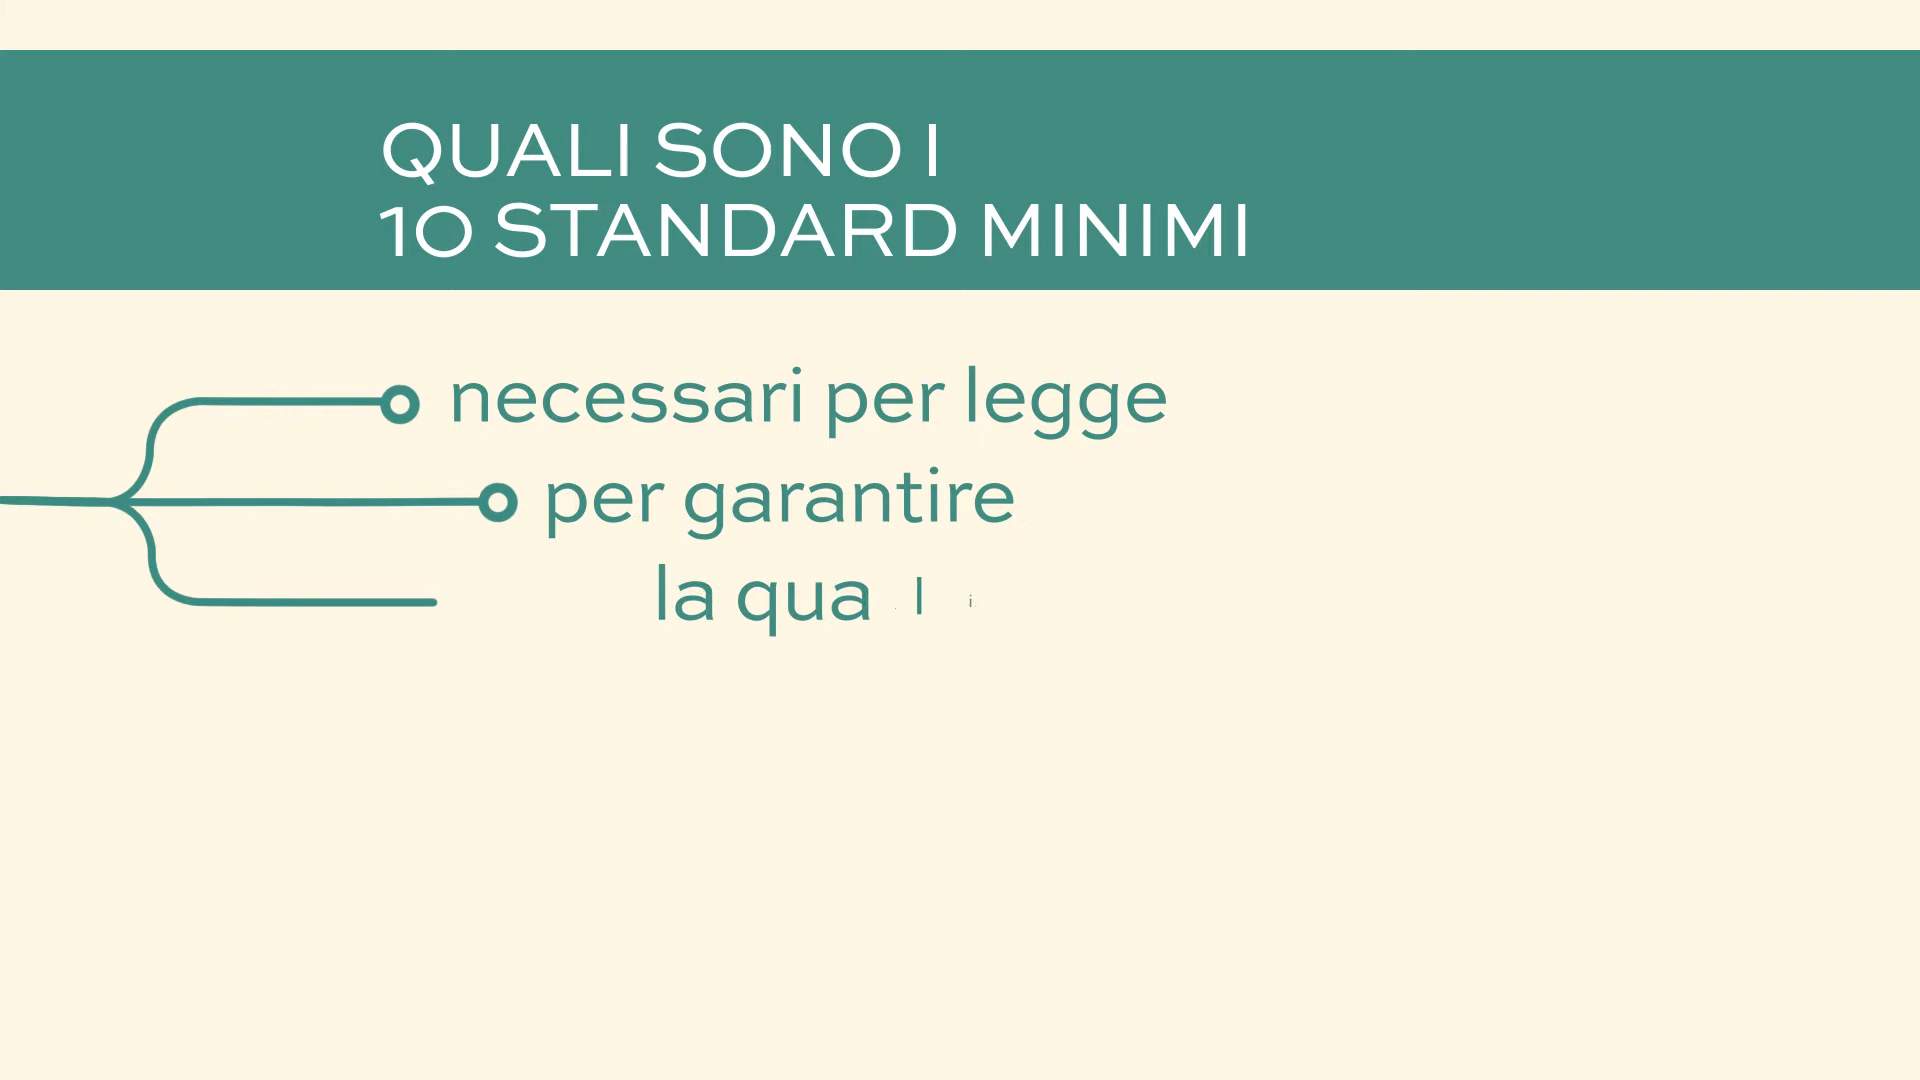 QUALI SONO I
10 STANDARD MINIMI
necessari per legge
per garantire
la qua l i